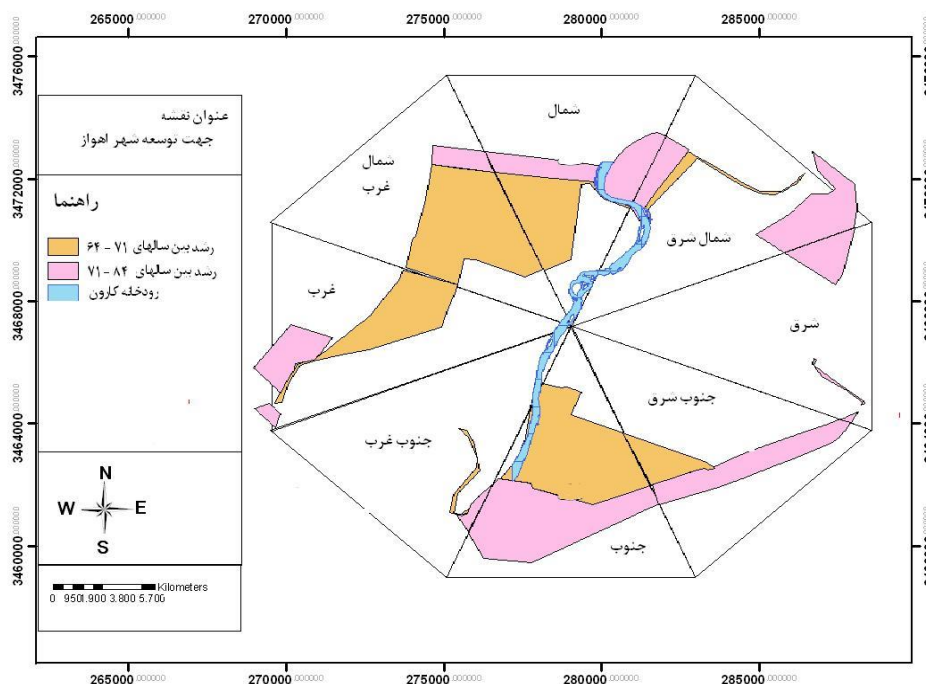 265000.000000 270000.000000 275000.000000 280000.000000 285000.000000
3476000
3472000.000000
3468000.000000
3464000.000000
3460000.000000
عنوان نقشه
جهت توسعه شهر اهواز
راهنما
رشد بین سالهای ۷۱ - ۶۴
رشد بین سالهای ۸۴ - ۷۱
رودخانه کارون
N
W E
S
Kilometers
0 950 1.900 3.800 5.700
شمال
شمال
غرب
شمال شرق
غرب
شرق
جنوب شرق
جنوب غرب
جنوب
265000.000000 270000.000000 275000.000000 280000.000000 285000.000000